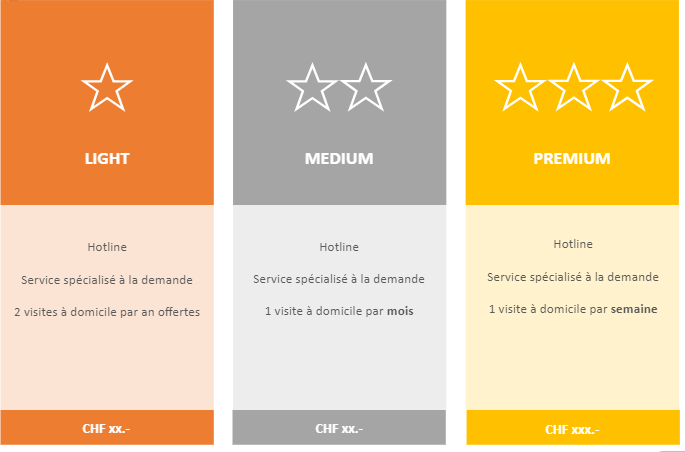 LIGHT
Hotline
Service spécialisé à la demande
2 visites à domicile par an offertes
CHF xx.-
MEDIUM
Hotline
Service spécialisé à la demande
1 visite à domicile par mois
CHF xx.-
PREMIUM
Hotline
Service spécialisé à la demande
1 visite à domicile par semaine
CHF xxx.-